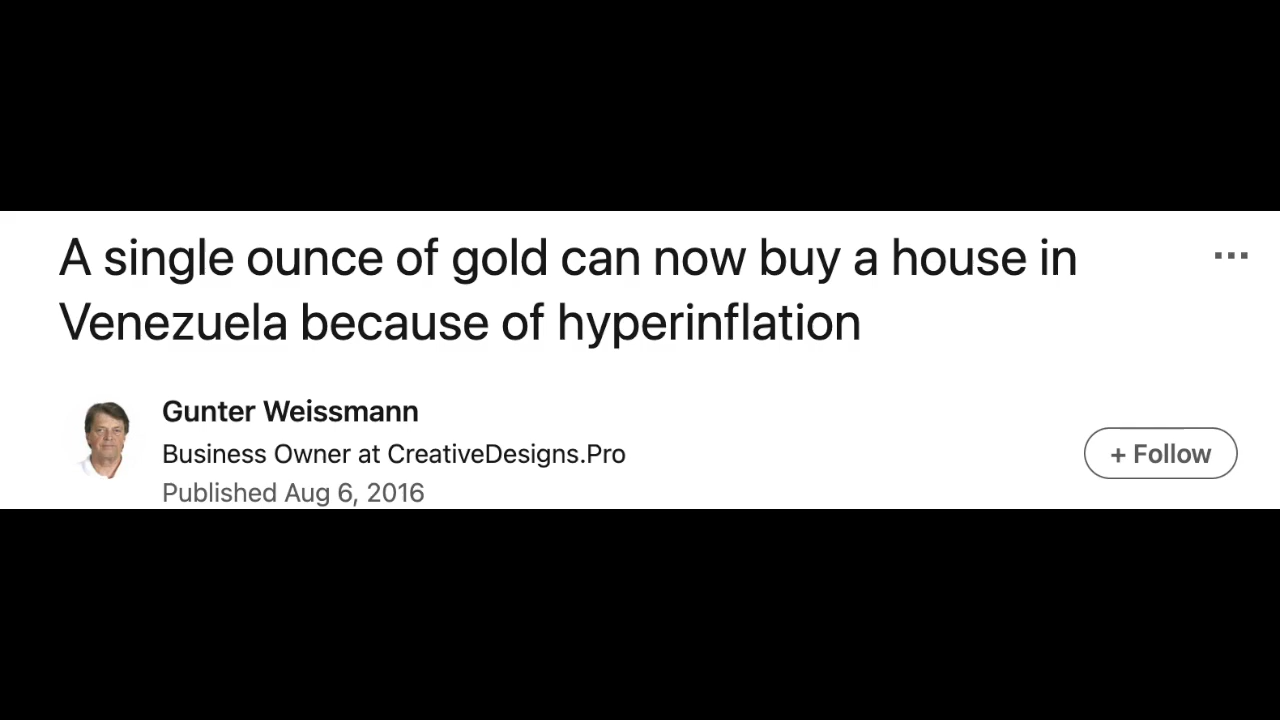 A single ounce of gold can now buy a house in
Venezuela because of hyperinflation
Gunter Weissmann
Business Owner at CreativeDesigns.Pro
+ Follow
Published Aug 6, 2016